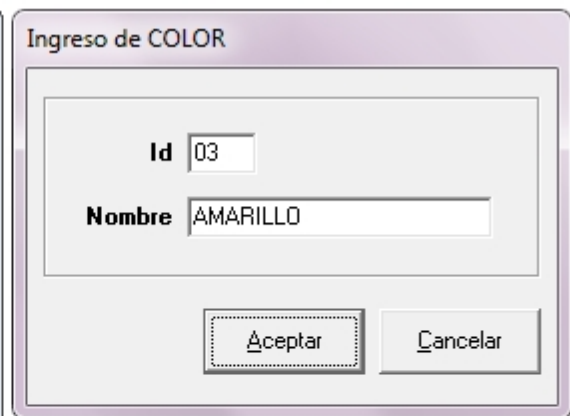 Ingreso de COLOR
Id 03
Nombre AMARILLO
Aceptar Cancelar